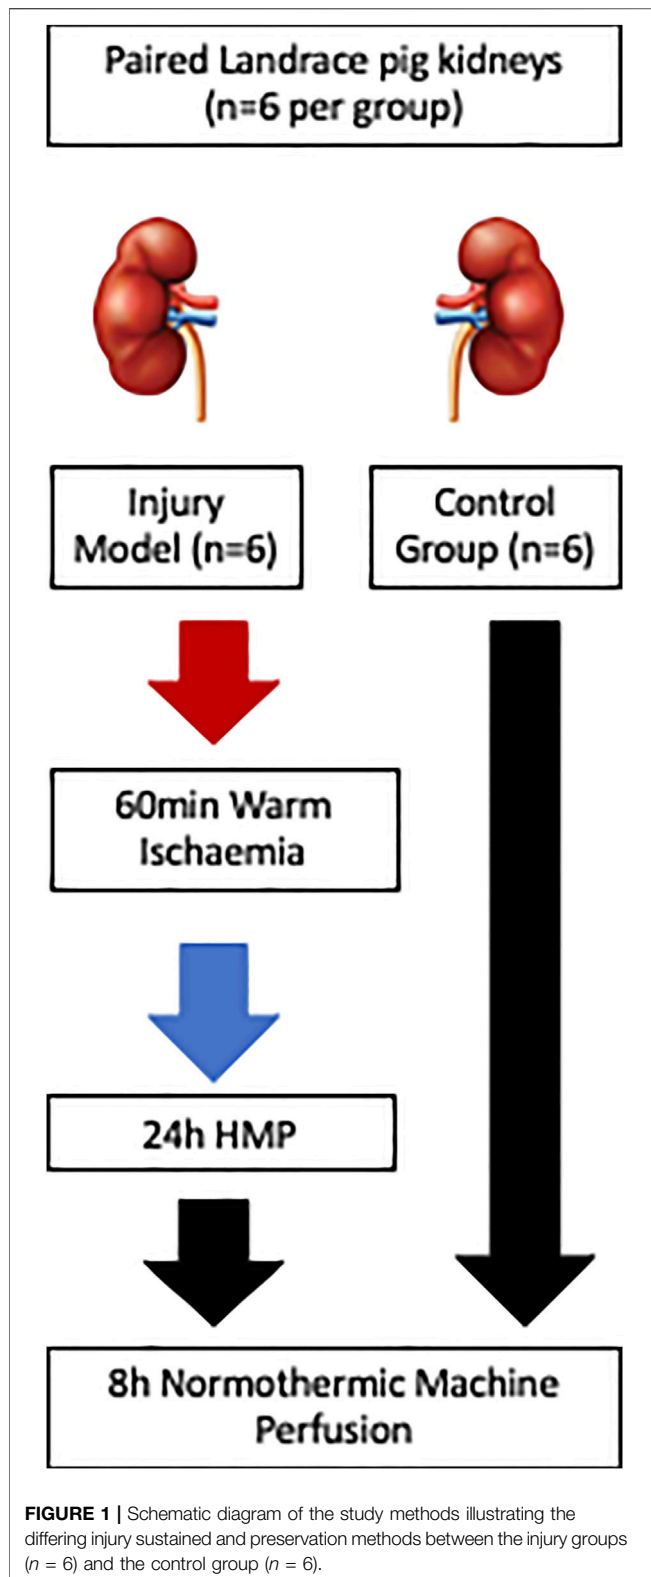 Paired Landrace pig kidneys
(n=6 per group)
Injury
Model (n=6)
Control
Group (n=6)
60min Warm
Ischaemia
24h HMP
8h Normothermic Machine
Perfusion
FIGURE 1 | Schematic diagram of the study methods illustrating the
differing injury sustained and preservation methods between the injury groups
(n = 6) and the control group (n = 6).